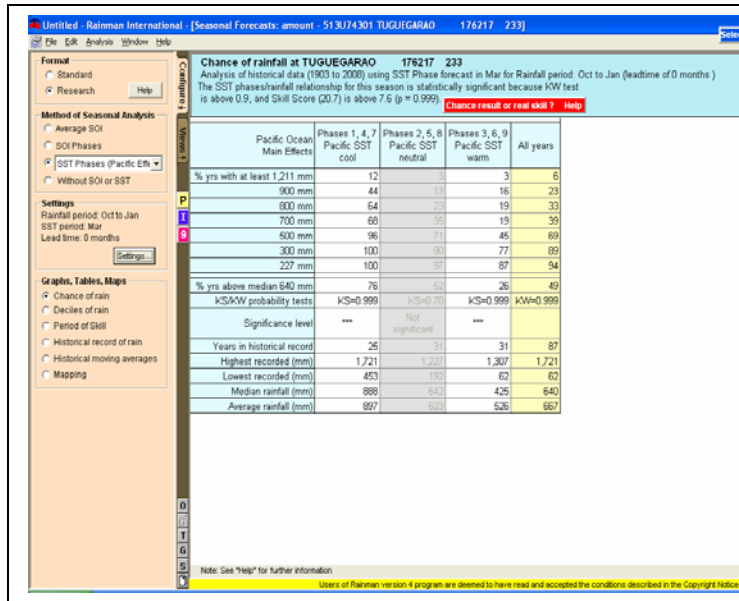 Untitled - Rainman International - [Seasonal Forecasts: amount - 513U74301 TUGUEGARAO 176217 233]
File Edit Analysis Window Help
Selec
Format
Standard
Research Help
Method of Seasonal Analysis
Average SOI
SOI Phases
SST Phases (Pacific Effe
Without SOI or SST
Settings
Rainfall period: Oct to Jan
SST period: Mar
Lead time: 0 months
Settings...
Graphs, Tables, Maps
Chance of rain
Deciles of rain
Period of Skill
Historical record of rain
Historical moving averages
Mapping
Configure
Views
P
I
9
O
T
G
S
Chance of rainfall at TUGUEGARAO 176217 233
Analysis of historical data (1903 to 2008) using SST Phase forecast in Mar for Rainfall period: Oct to Jan (leadtime of 0 months )
The SST phases/rainfall relationship for this season is statistically significant because KW test
is above 0.9, and Skill Score (20.7) is above 7.6 (p = 0.999).
Chance result or real skill ? Help
Pacific Ocean Main Effects Phases 1, 4, 7 Pacific SST cool Phases 2, 5, 8 Pacific SST neutral Phases 3, 6, 9 Pacific SST warm All years
% yrs with at least 1,211 mm 12 3 3 6
900 mm 44 13 16 23
800 mm 64 23 19 33
700 mm 68 35 19 39
500 mm 96 71 45 69
300 mm 100 90 77 89
227 mm 100 97 87 94
% yrs above median 640 mm 76 52 26 49
KS/KW probability tests KS=0.999 KS=0.70 KS=0.999 KW=0.999
Significance level *** Not significant ***
Years in historical record 25 31 31 87
Highest recorded (mm) 1,721 1,227 1,307 1,721
Lowest recorded (mm) 453 192 62 62
Median rainfall (mm) 888 642 425 640
Average rainfall (mm) 897 623 526 667
Note: See "Help" for further information
Users of Rainman version 4 program are deemed to have read and accepted the conditions described in the Copyright Notice